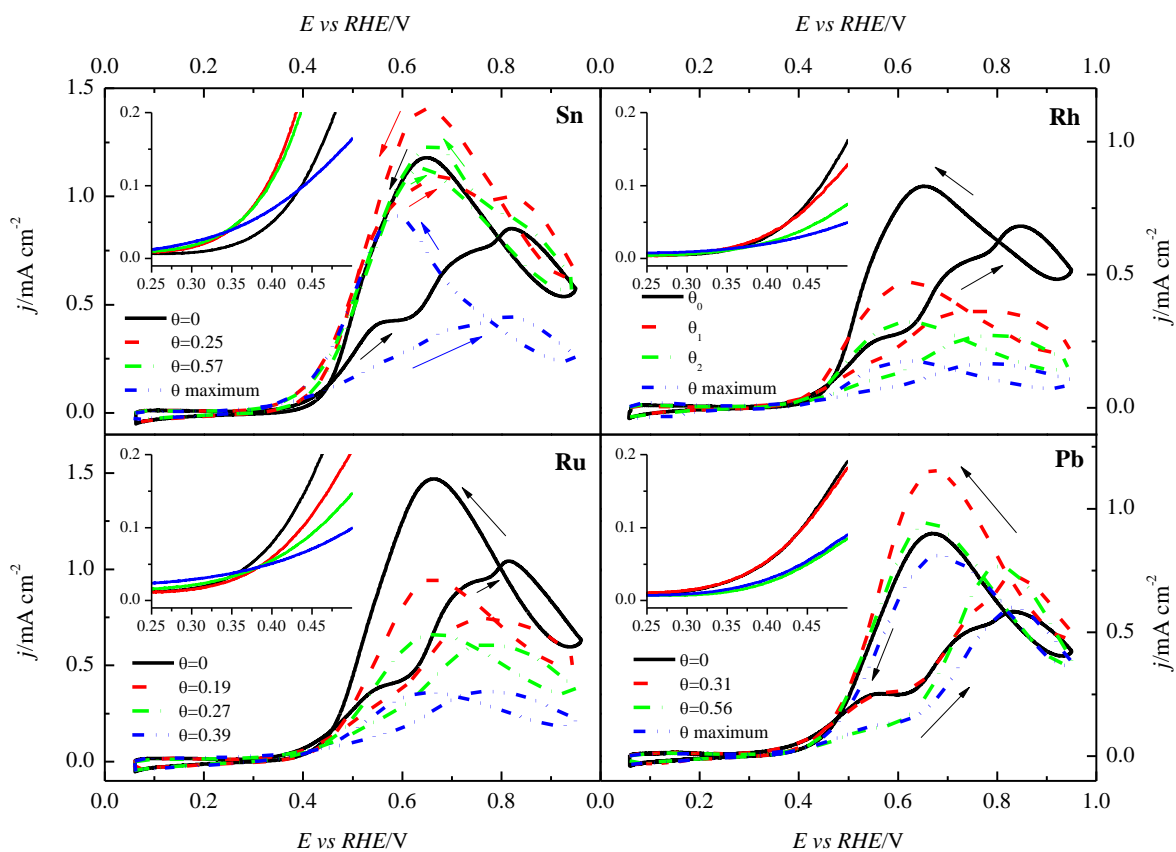 E vs RHE/V E vs RHE/V
0.0 0.2 0.4 0.6 0.8 0.0 0.2 0.4 0.6 0.8 1.0
Sn
1.5
1.0
0.5
0.0
j/mA cm⁻²
0.2
0.1
0.0
0.25 0.30 0.35 0.40 0.45
θ=0
θ=0.25
θ=0.57
θ maximum
Rh
1.0
0.5
0.0
j/mA cm⁻²
0.2
0.1
0.0
0.25 0.30 0.35 0.40 0.45
θ₀
θ₁
θ₂
θ maximum
Ru
1.5
1.0
0.5
0.0
j/mA cm⁻²
0.2
0.1
0.0
0.25 0.30 0.35 0.40 0.45
θ=0
θ=0.19
θ=0.27
θ=0.39
Pb
1.0
0.5
0.0
j/mA cm⁻²
0.2
0.1
0.0
0.25 0.30 0.35 0.40 0.45
θ=0
θ=0.31
θ=0.56
θ maximum
0.0 0.2 0.4 0.6 0.8 0.0 0.2 0.4 0.6 0.8 1.0
E vs RHE/V E vs RHE/V